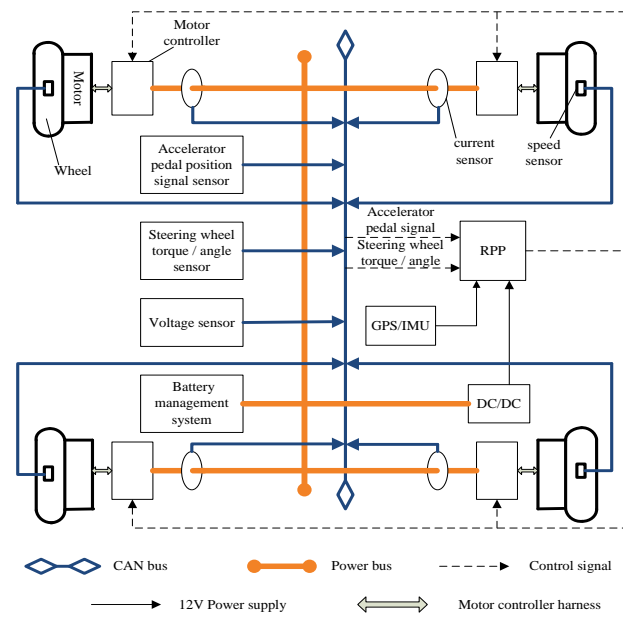 Motor
controller
Motor
Wheel
current
sensor
speed
sensor
Accelerator
pedal position
signal sensor
Accelerator
pedal signal
Steering wheel
torque / angle
sensor
Steering wheel
torque / angle
RPP
Voltage sensor
GPS/IMU
Battery
management
system
DC/DC
CAN bus
Power bus
Control signal
12V Power supply
Motor controller harness